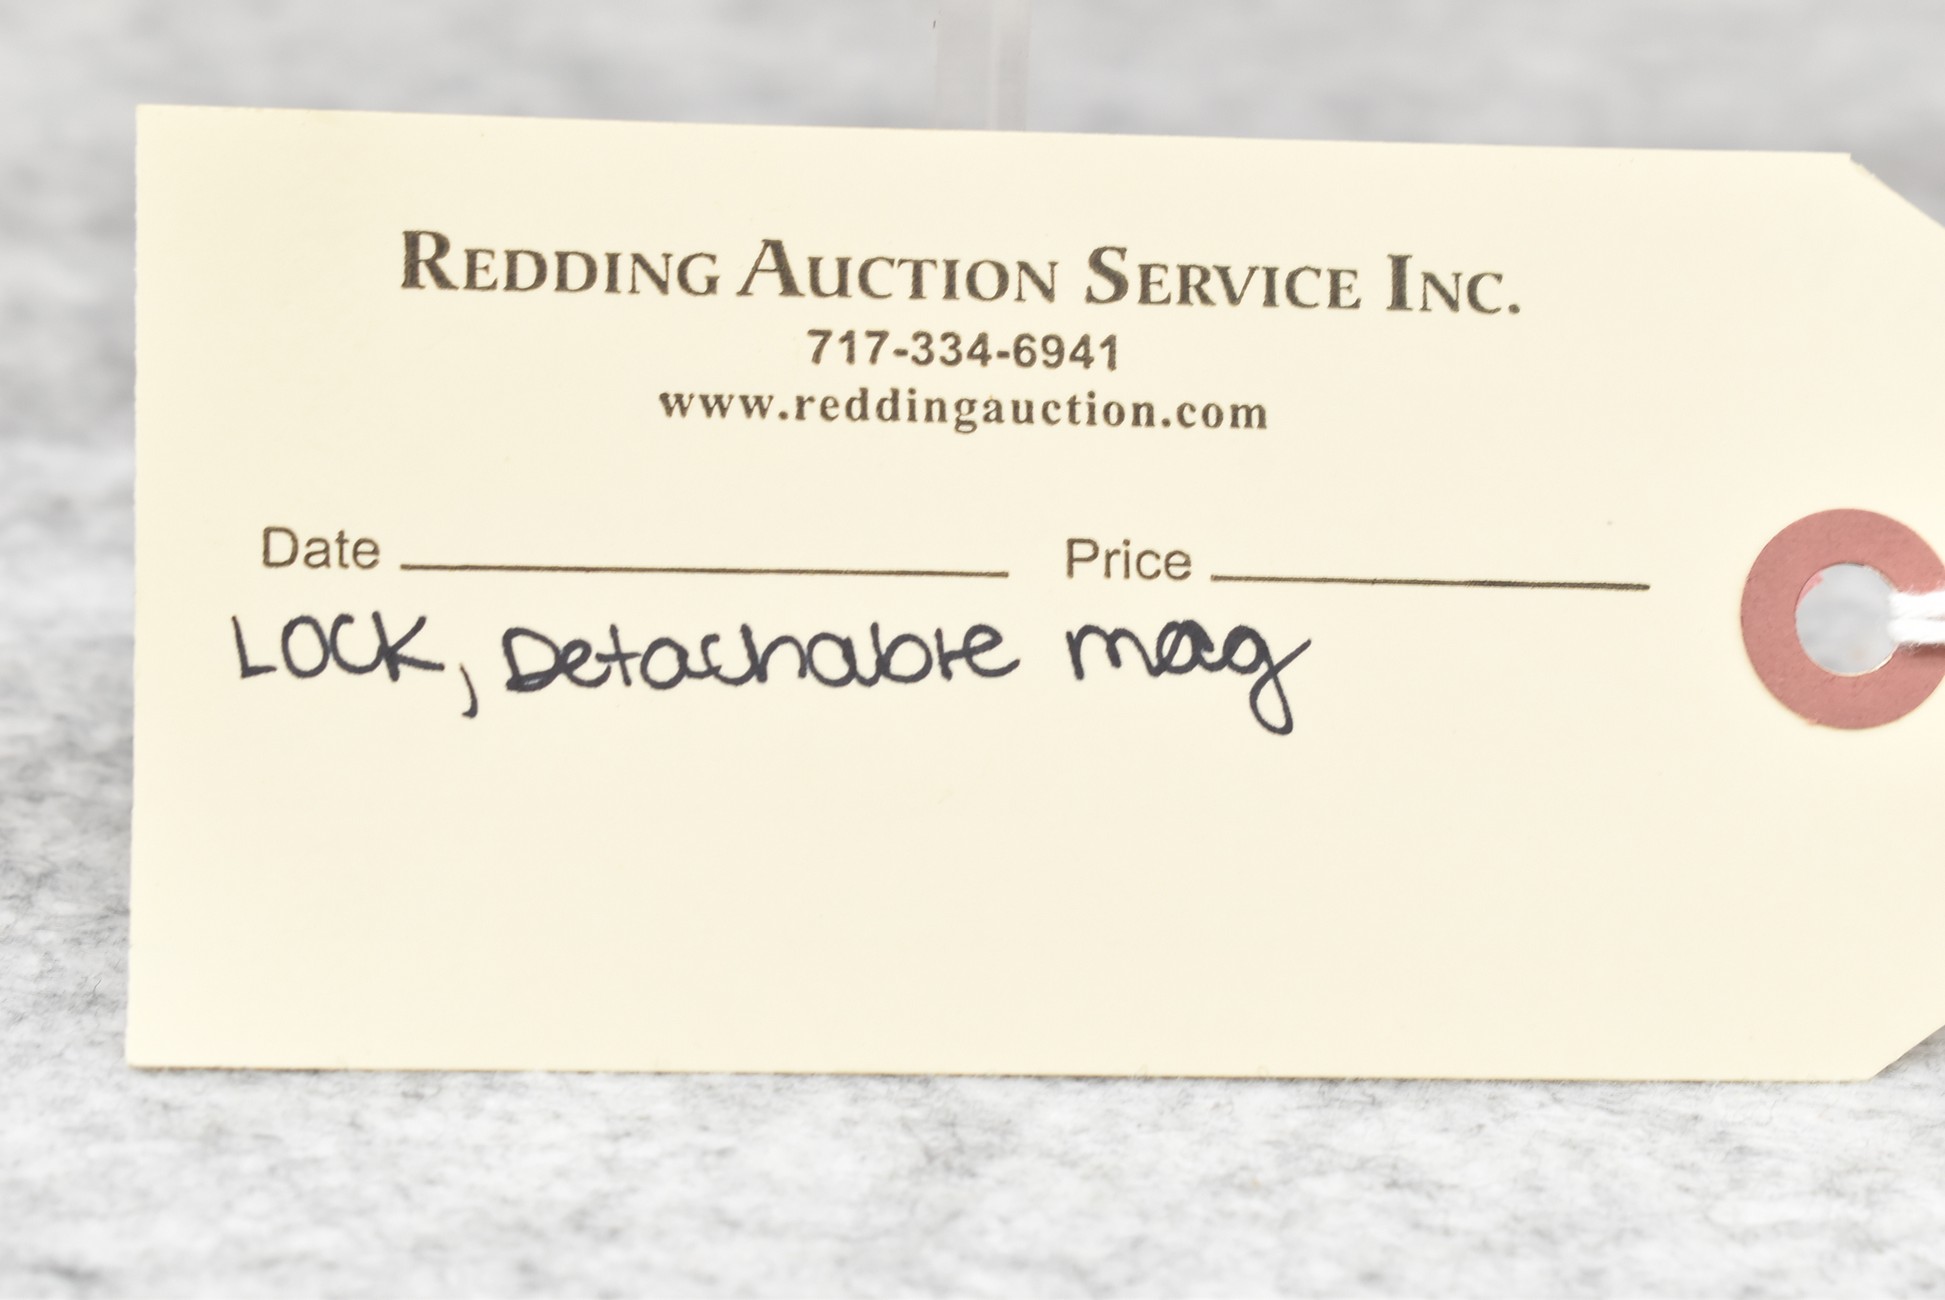 REDDING AUCTION SERVICE INC.
717-334-6941
www.reddingauction.com
Date Price
LOCK, Detachable mag